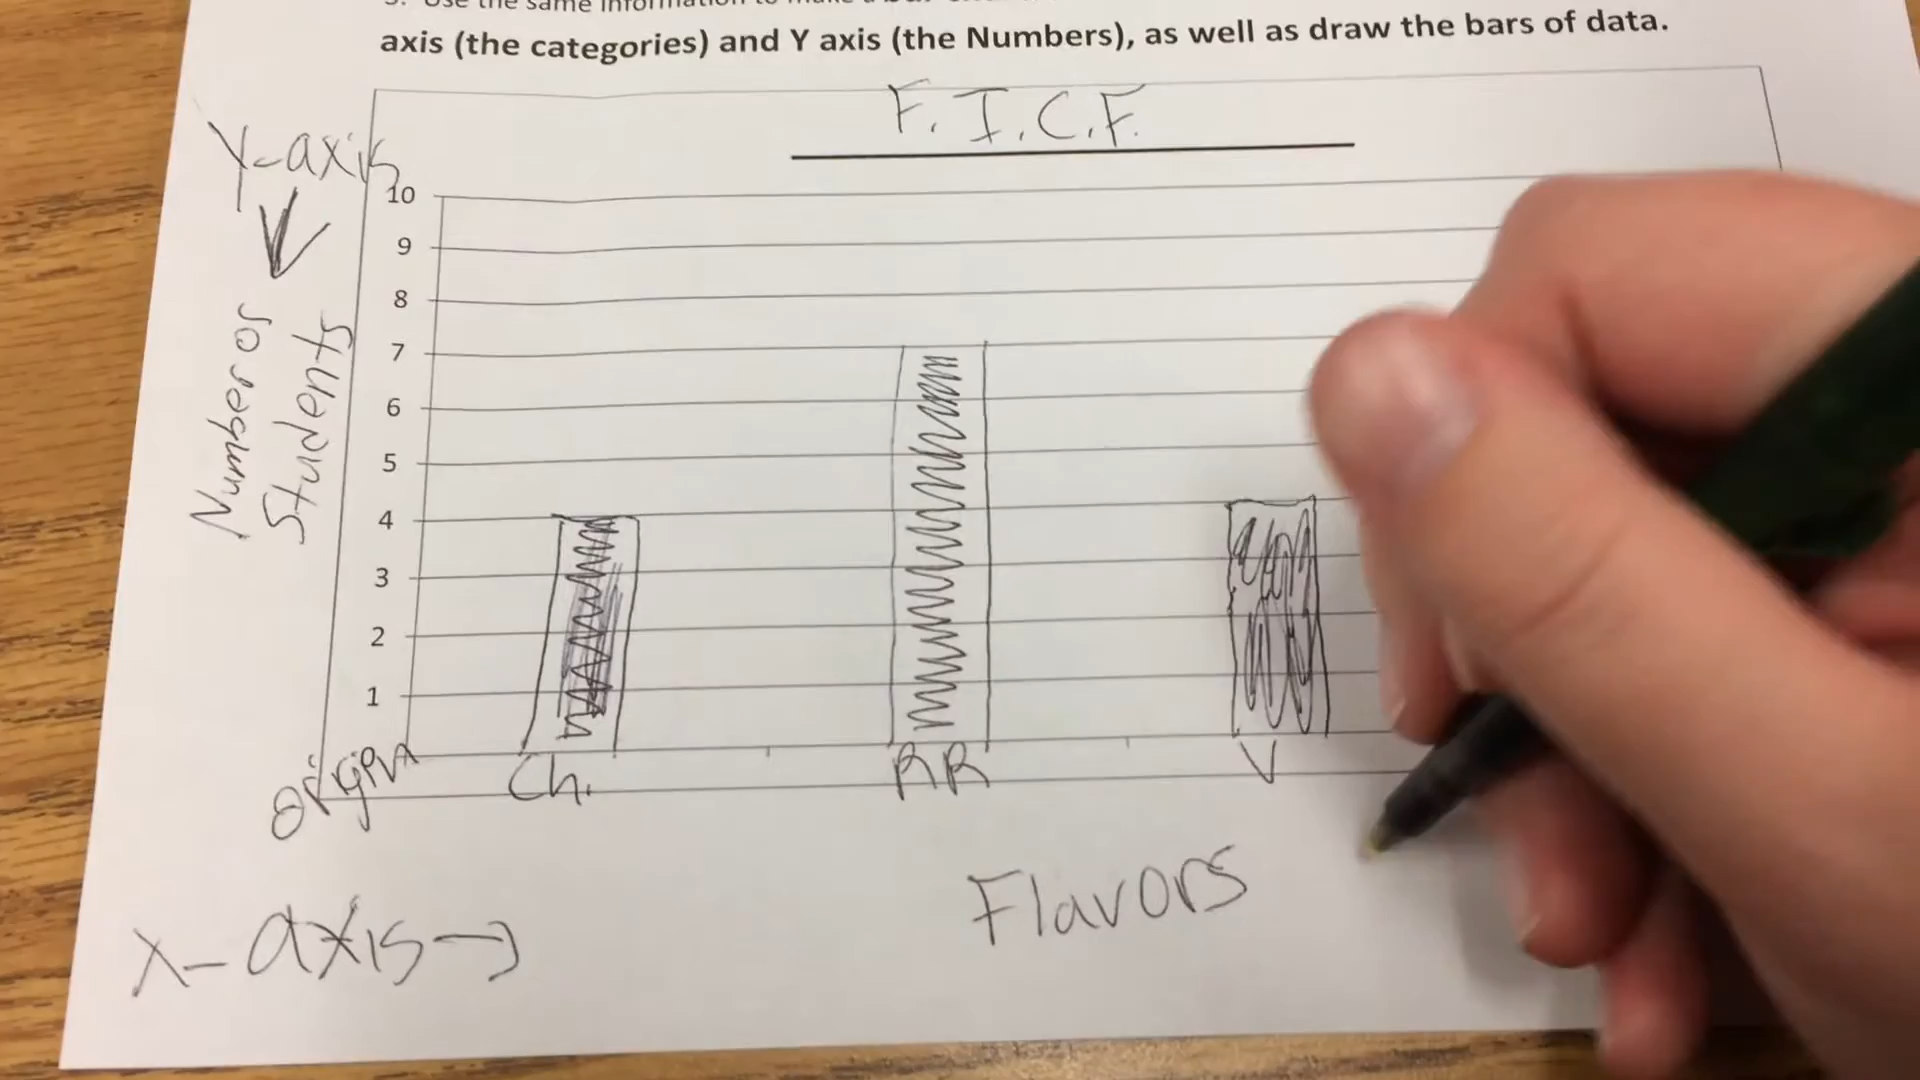 axis (the categories) and Y axis (the Numbers), as well as draw the bars of data.
F.I.C.F.
Y-axis
10
9
8
7
6
5
4
3
2
1
Number of
Students
Origin
Ch.
RR
V
Flavors
X-axis